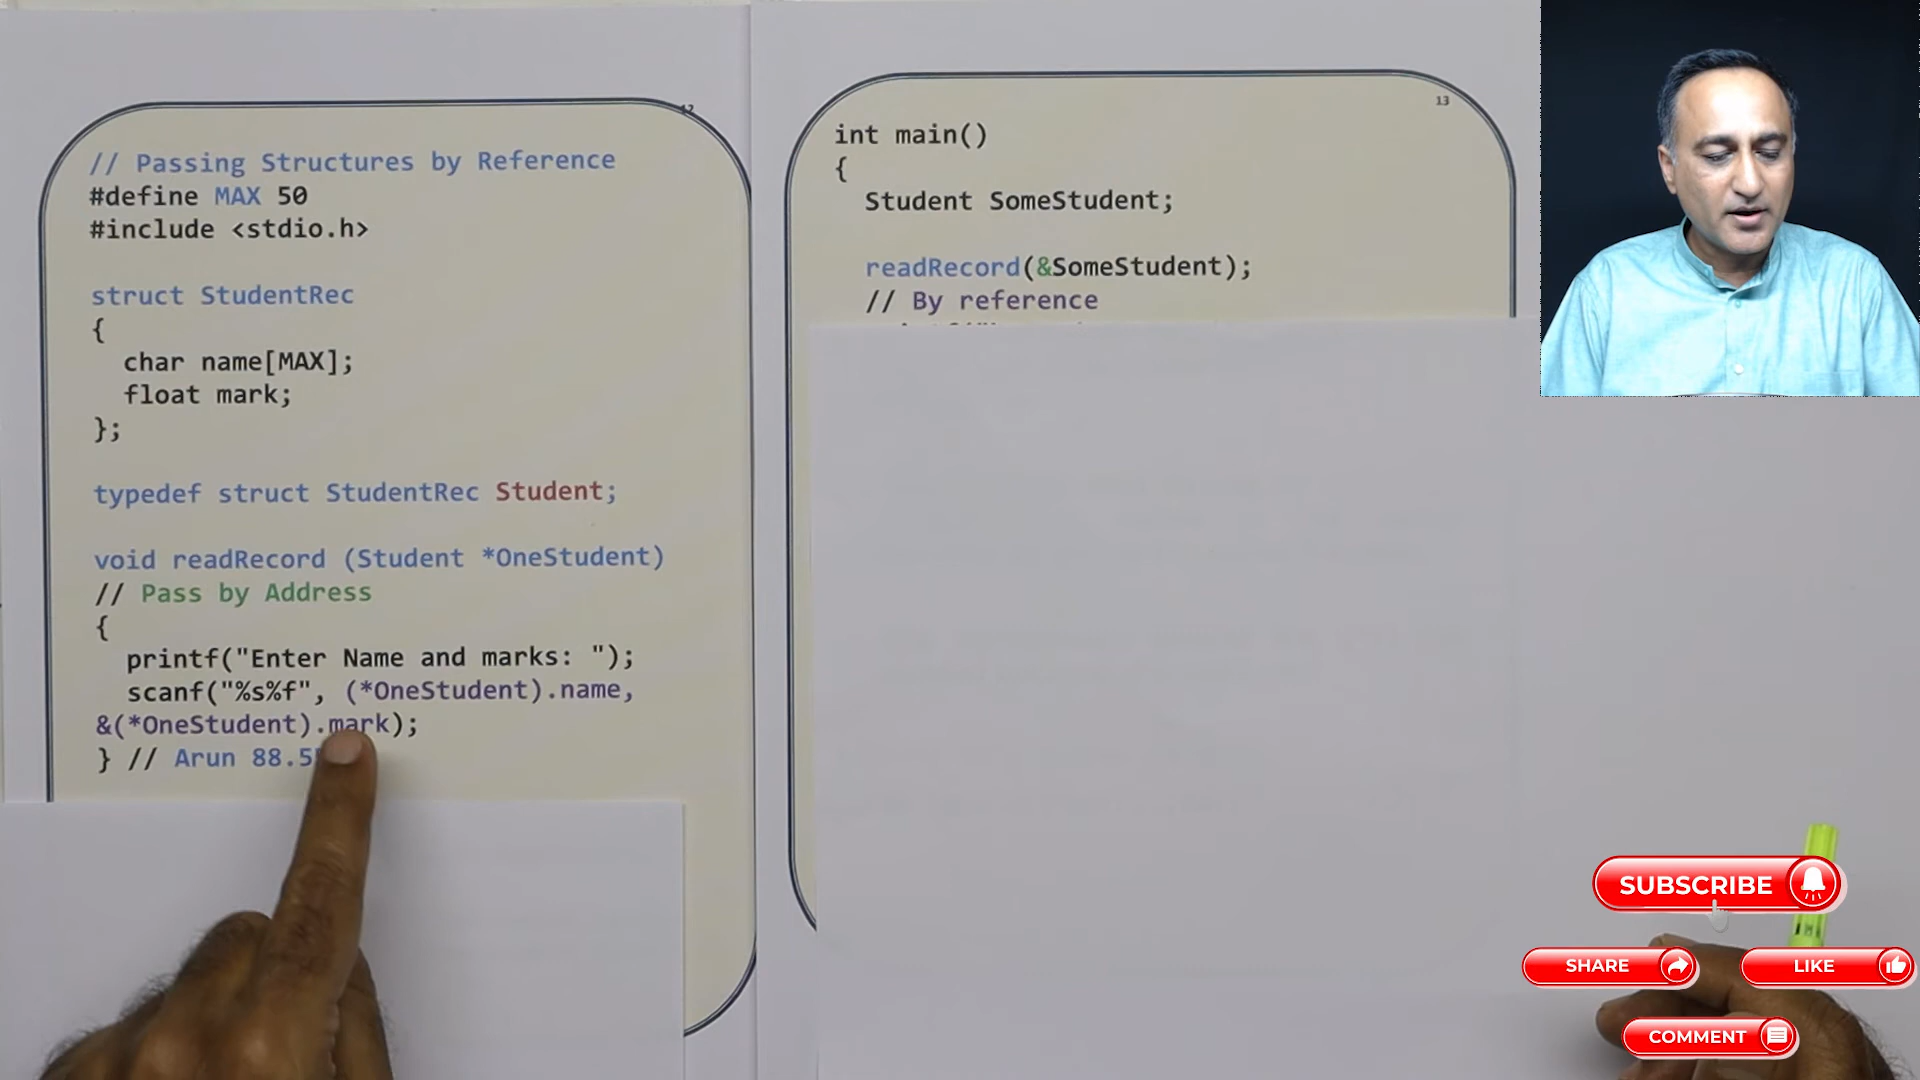 12
// Passing Structures by Reference
#define MAX 50
#include <stdio.h>
struct StudentRec
{
char name[MAX];
float mark;
};
typedef struct StudentRec Student;
void readRecord (Student *OneStudent)
// Pass by Address
{
printf("Enter Name and marks: ");
scanf("%s%f", (*OneStudent).name,
&(*OneStudent).mark);
} // Arun
13
int main()
{
Student SomeStudent;
readRecord(&SomeStudent);
// By reference
SUBSCRIBE
SHARE
LIKE
COMMENT